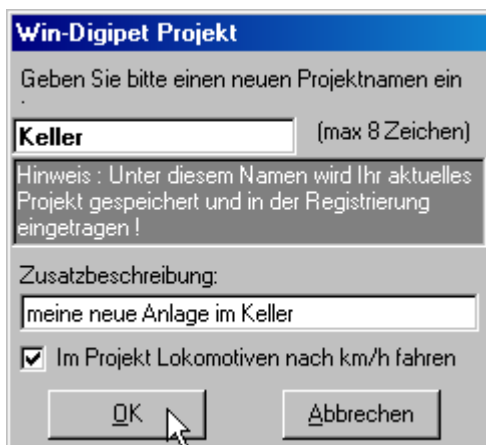 Win-Digipet Projekt
Geben Sie bitte einen neuen Projektnamen ein
:
Keller (max 8 Zeichen)
Hinweis : Unter diesem Namen wird Ihr aktuelles
Projekt gespeichert und in der Registrierung
eingetragen !
Zusatzbeschreibung:
meine neue Anlage im Keller
Im Projekt Lokomotiven nach km/h fahren
OK Abbrechen